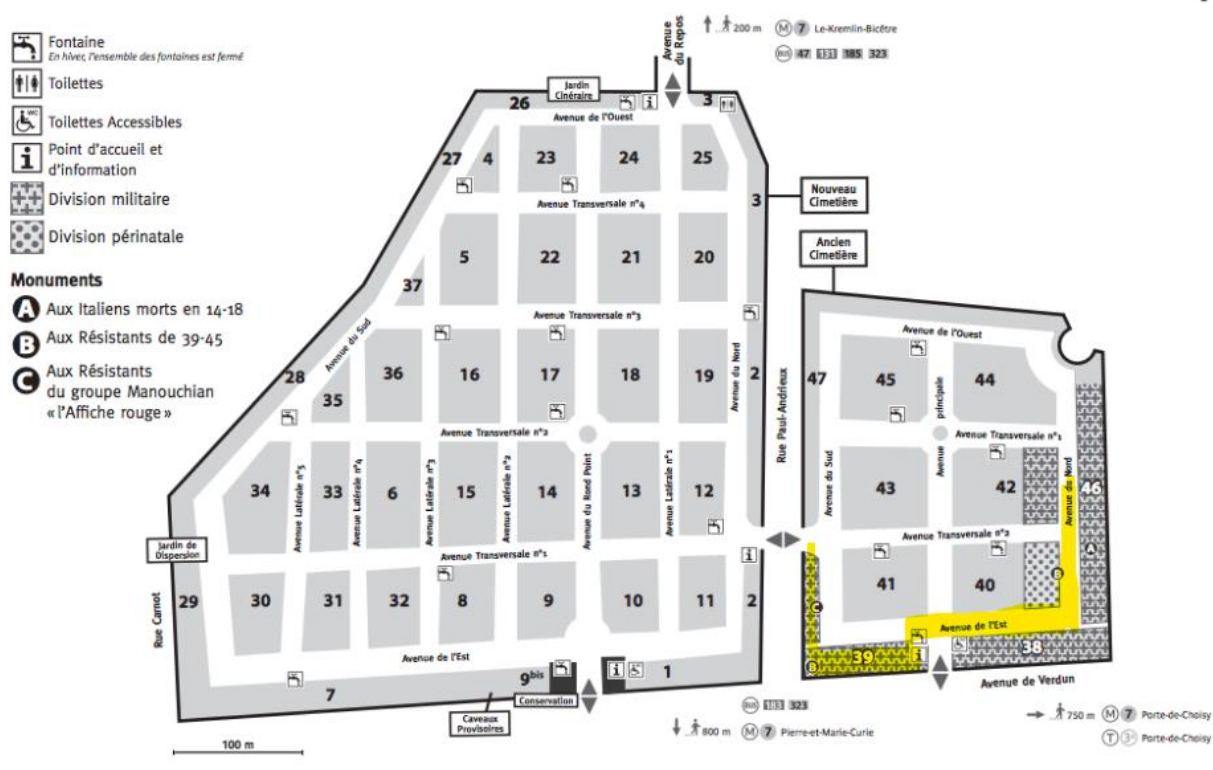 Fontaine
En hiver, l'ensemble des fontaines est fermé
Toilettes
Toilettes Accessibles
Point d'accueil et
d'information
Division militaire
Division périnatale
Monuments
A Aux Italiens morts en 14-18
B Aux Résistants de 39-45
C Aux Résistants
du groupe Manouchian
« l'Affiche rouge »
Avenue
du Repos
200 m M 7 Le-Kremlin-Bicêtre
BUS 47 131 185 323
Jardin
Cinéraire
26
i
3
Avenue de l'Ouest
27 4 23 24 25
Avenue Transversale n°4
3
Nouveau
Cimetière
Ancien
Cimetière
5 22 21 20
37
Avenue Transversale n°3
Avenue du Sud
28 35 36 16 17 18 19
Avenue du Nord
2
Rue Paul-Andrieux
Avenue Transversale n°2
34
Avenue Latérale n°5
33
Avenue Latérale n°4
6
Avenue Latérale n°3
15
Avenue Latérale n°2
14
Avenue du Rond Point
13
Avenue Latérale n°1
12
Jardin de
Dispersion
Avenue Transversale n°1
i
Rue Carnot
29 30 31 32 8 9 10 11 2
Avenue de l'Est
7
9bis
i
1
Conservation
Caveaux
Provisoires
100 m
Avenue de l'Ouest
47 45
principale
44
Avenue Transversale n°1
Avenue du Sud
43
Avenue
42
Avenue du Nord
46
Avenue Transversale n°2
A
41 40
B
C
Avenue de l'Est
B
39
i
WC
38
Avenue de Verdun
BUS 183 323
800 m M 7 Pierre-et-Marie-Curie
750 m M 7 Porte-de-Choisy
T 3a Porte-de-Choisy